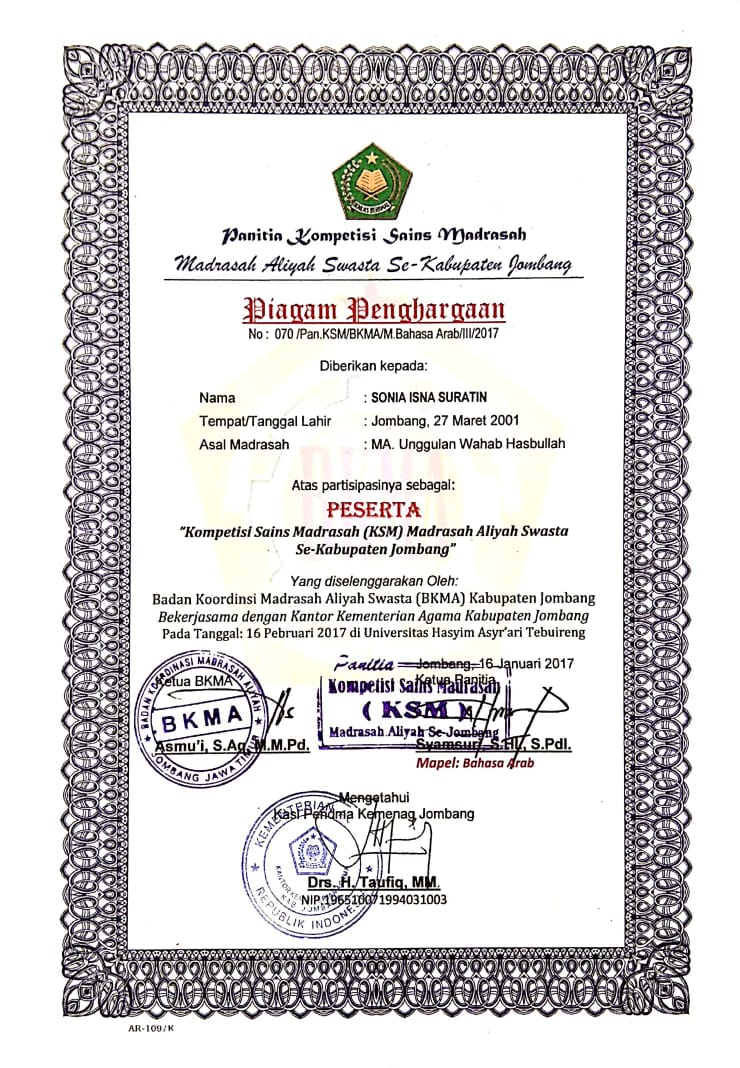 Panitia Kompetisi Sains Madrasah
Madrasah Aliyah Swasta Se-Kabupaten Jombang
Piagam Penghargaan
No : 070 /Pan.KSM/BKMA/M.Bahasa Arab/III/2017
Diberikan kepada:
Nama : SONIA ISNA SURATIN
Tempat/Tanggal Lahir : Jombang, 27 Maret 2001
Asal Madrasah : MA. Unggulan Wahab Hasbullah
Atas partisipasinya sebagai:
PESERTA
"Kompetisi Sains Madrasah (KSM) Madrasah Aliyah Swasta
Se-Kabupaten Jombang"
Yang diselenggarakan Oleh:
Badan Koordinsi Madrasah Aliyah Swasta (BKMA) Kabupaten Jombang
Bekerjasama dengan Kantor Kementerian Agama Kabupaten Jombang
Pada Tanggal: 16 Pebruari 2017 di Universitas Hasyim Asyr'ari Tebuireng
Jombang, 16 Januari 2017
Ketua BKMA
Ketua Panitia
BADAN KOORDINASI MADRASAH ALIYAH
BKMA
JOMBANG JAWA TIMUR
Panitia
Kompetisi Sains Madrasah
( KSM )
Madrasah Aliyah Se-Jombang
Asmu'i, S.Ag, M.M.Pd.
Syamsuri, S.HI., S.PdI.
Mapel: Bahasa Arab
Mengetahui
Kasi Pendma Kemenag Jombang
KEMENTERIAN
REPUBLIK INDONESIA
Drs. H. Taufiq, MM.
NIP.196510071994031003
AR-109/K